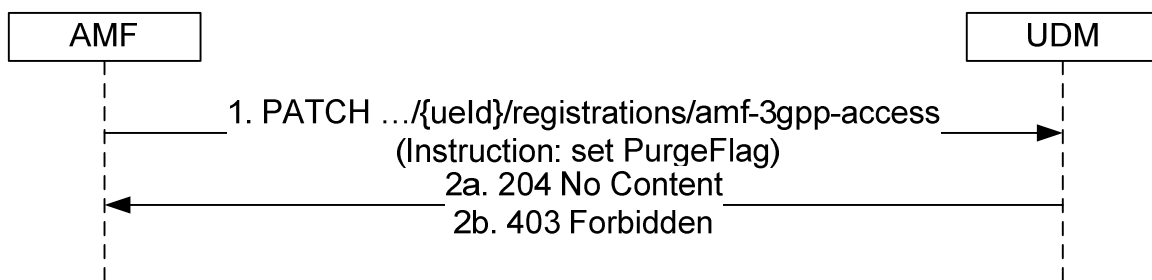 AMF
UDM
1. PATCH …/{ueId}/registrations/amf-3gpp-access
(Instruction: set PurgeFlag)
2a. 204 No Content
2b. 403 Forbidden